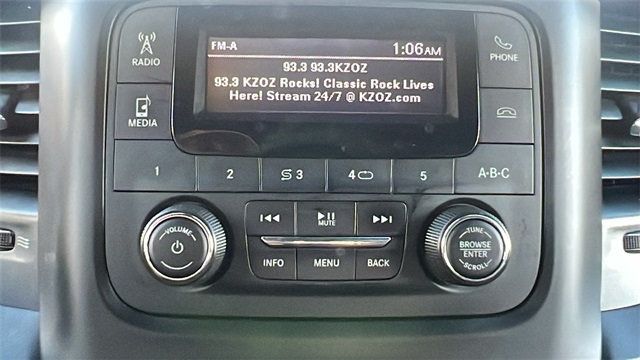 RADIO
MEDIA
FM-A 1:06AM
93.3 93.3KZOZ
93.3 KZOZ Rocks! Classic Rock Lives
Here! Stream 24/7 @ KZOZ.com
PHONE
1 2 3 4 5 A-B-C
VOLUME
MUTE
INFO MENU BACK
TUNE
BROWSE
ENTER
SCROLL